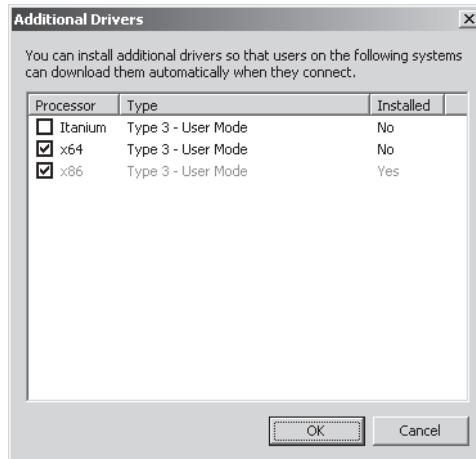 Additional Drivers
You can install additional drivers so that users on the following systems
can download them automatically when they connect.
Processor Type Installed
Itanium Type 3 - User Mode No
x64 Type 3 - User Mode No
x86 Type 3 - User Mode Yes
OK Cancel